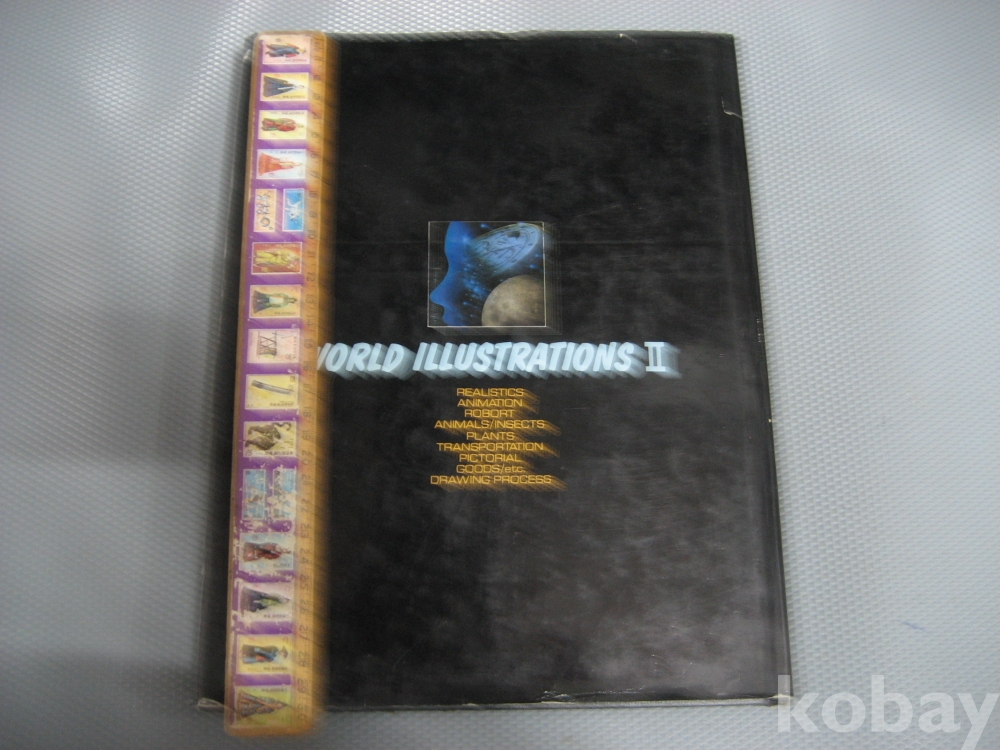 WORLD ILLUSTRATIONS II
REALISTICS
ANIMATION
ROBORT
ANIMALS/INSECTS
PLANTS
TRANSPORTATION
PICTORIAL
GOODS/etc.
DRAWING PROCESS
kobay